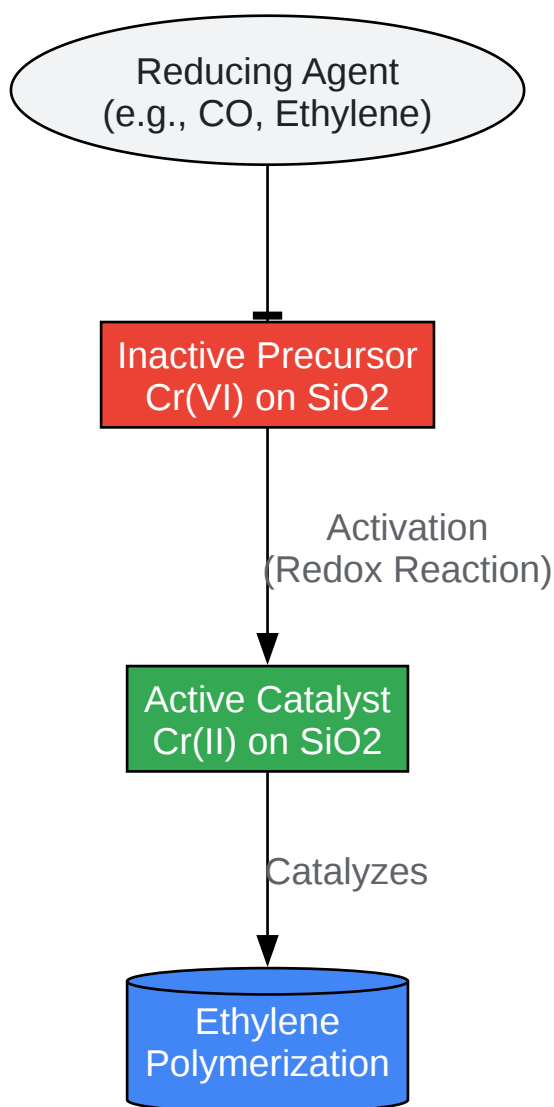 Reducing Agent
(e.g., CO, Ethylene)
Inactive Precursor
Cr(VI) on SiO2
Activation
(Redox Reaction)
Active Catalyst
Cr(II) on SiO2
Catalyzes
Ethylene
Polymerization